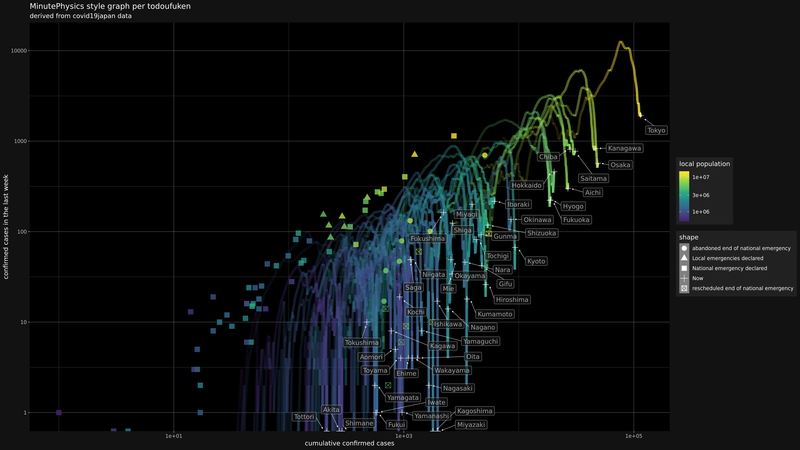 MinutePhysics style graph per todoufuken
derived from covid19japan data
10000
1000
100
10
1
confirmed cases in the last week
1e+01
1e+03
1e+05
cumulative confirmed cases
Tokyo
Kanagawa
Chiba
Osaka
Saitama
Hokkaido
Aichi
Ibaraki
Hyogo
Miyagi
Okinawa
Fukuoka
Shiga
Shizuoka
Fukushima
Gunma
Tochigi
Kyoto
Nara
Niigata
Okayama
Gifu
Saga
Mie
Hiroshima
Kochi
Kumamoto
Ishikawa
Nagano
Tokushima
Kagawa
Yamaguchi
Aomori
Oita
Toyama
Ehime
Wakayama
Nagasaki
Yamagata
Iwate
Akita
Tottori
Shimane
Fukui
Yamanashi
Kagoshima
Miyazaki
local population
1e+07
3e+06
1e+06
shape
abandoned end of national emergency
Local emergencies declared
National emergency declared
Now
rescheduled end of national emergency